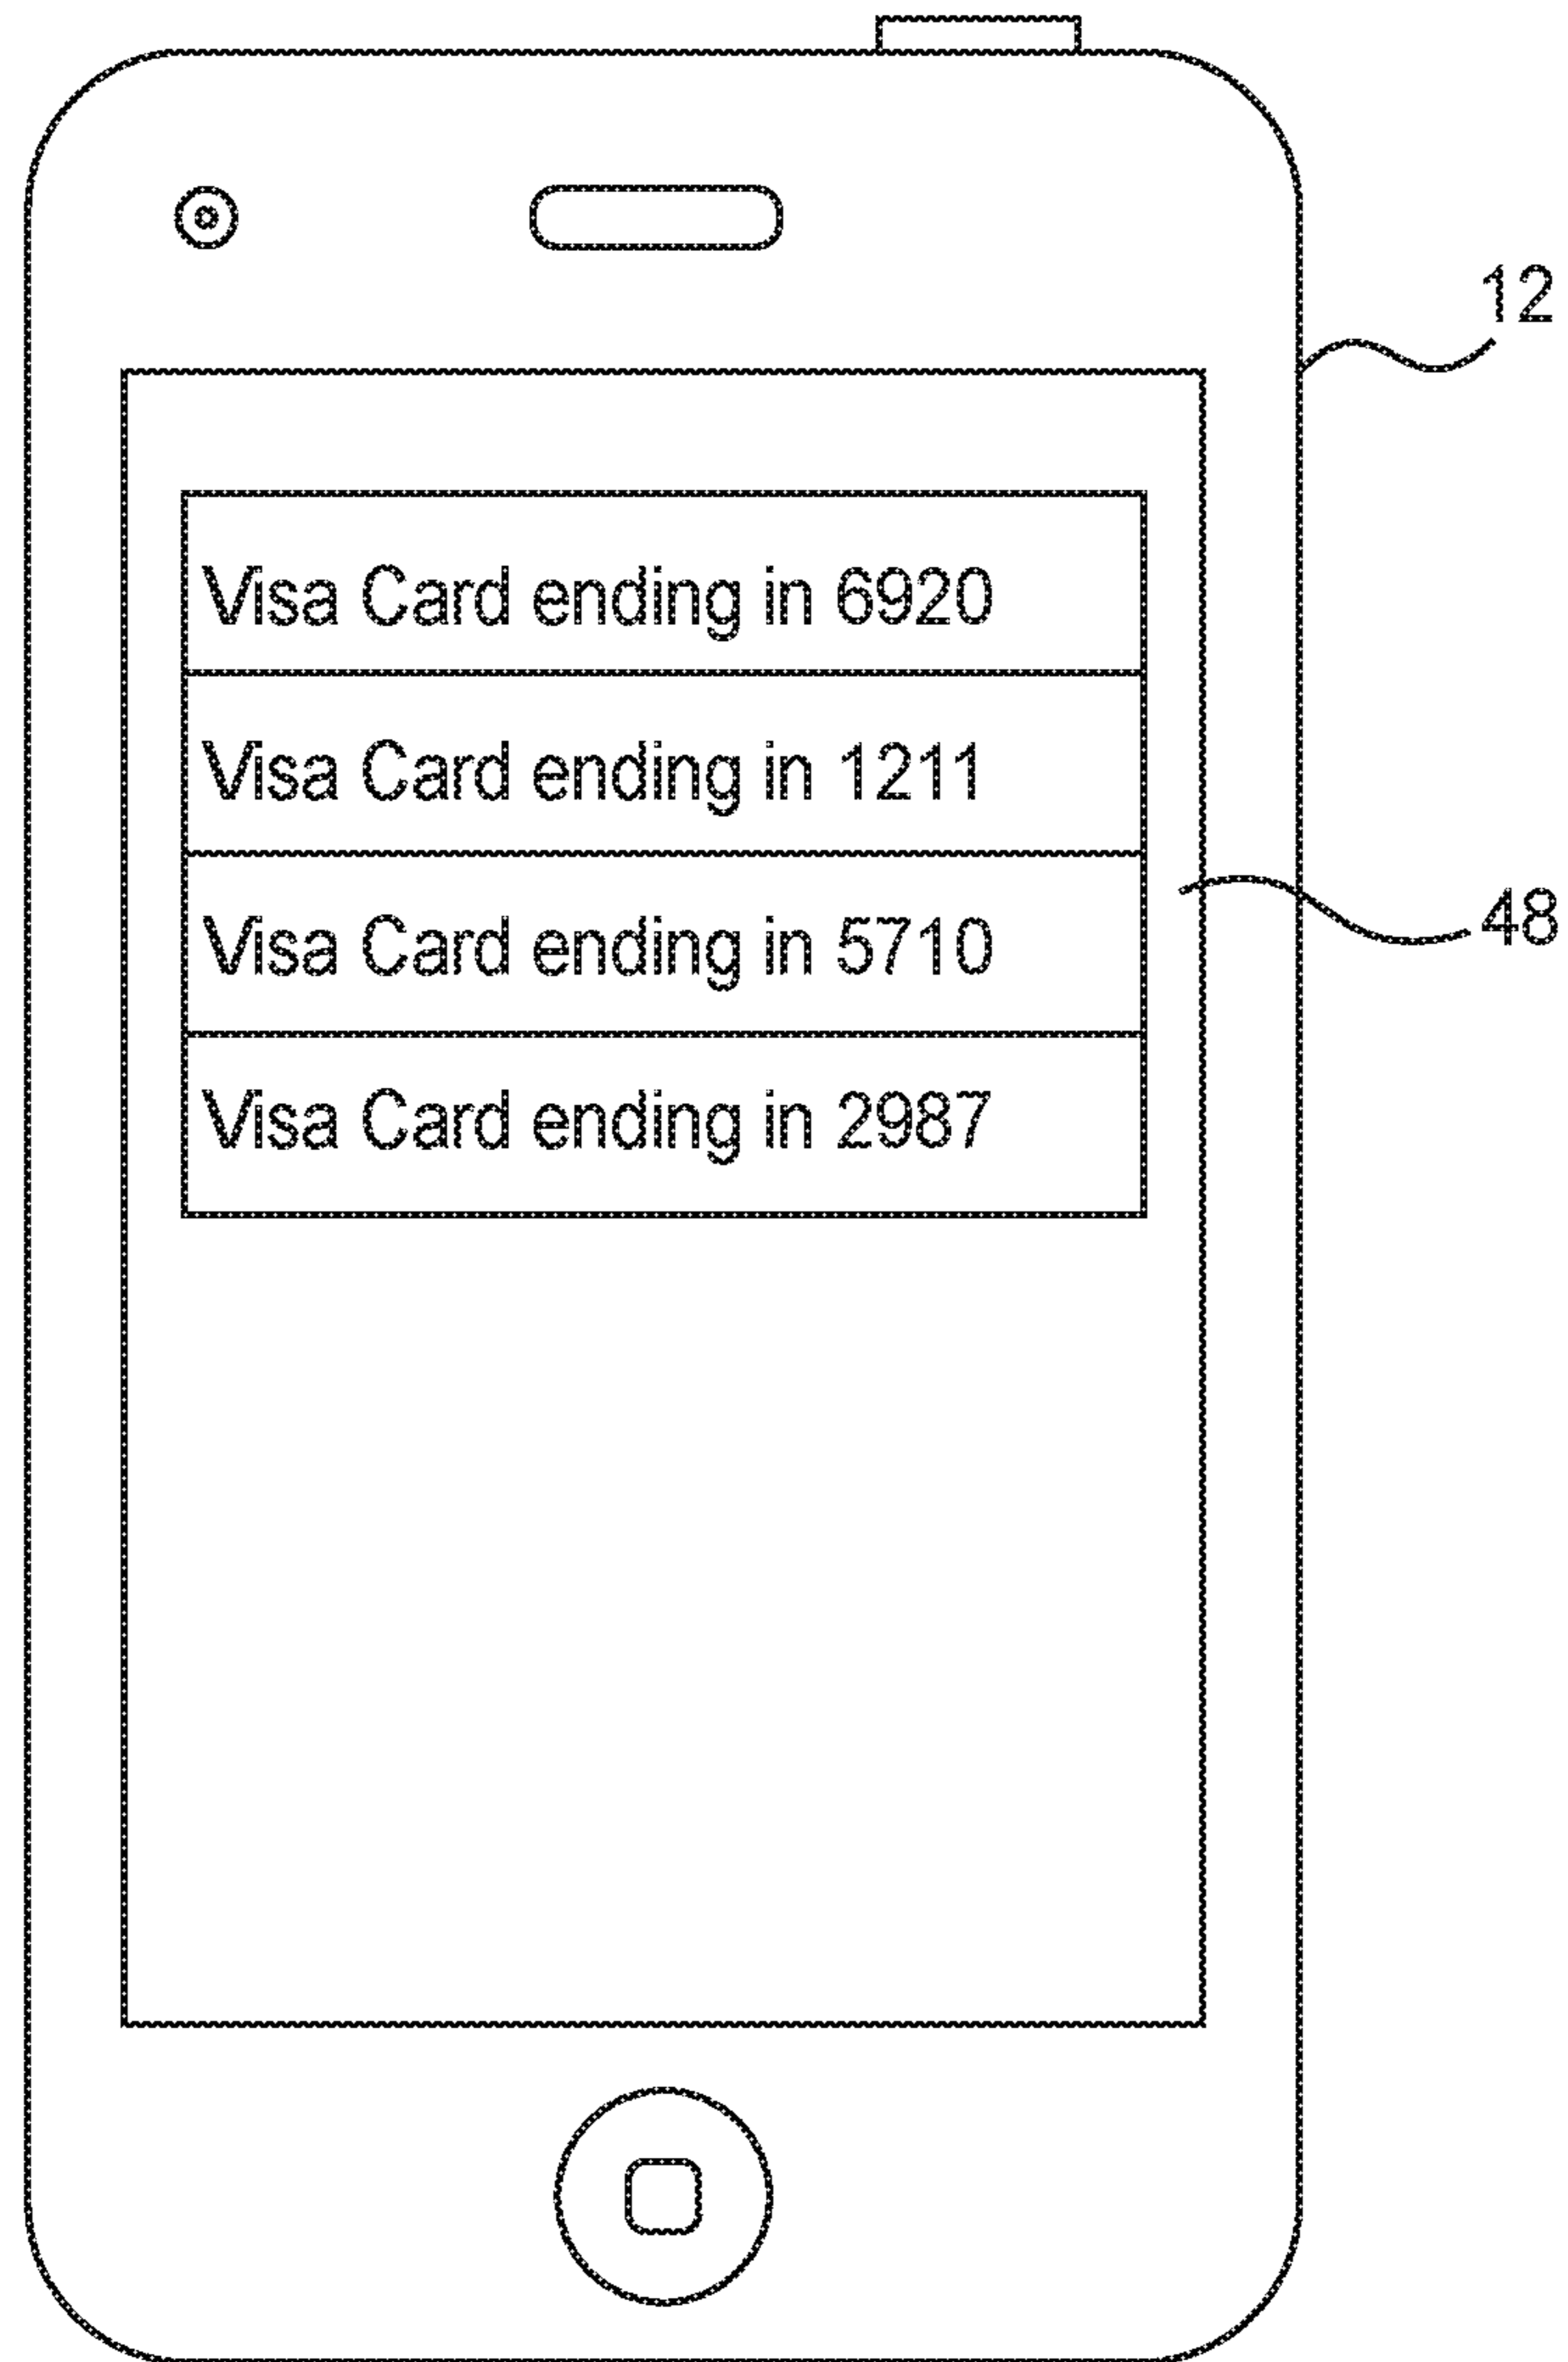 12
Visa Card ending in 6920
Visa Card ending in 1211
Visa Card ending in 5710
48
Visa Card ending in 2987